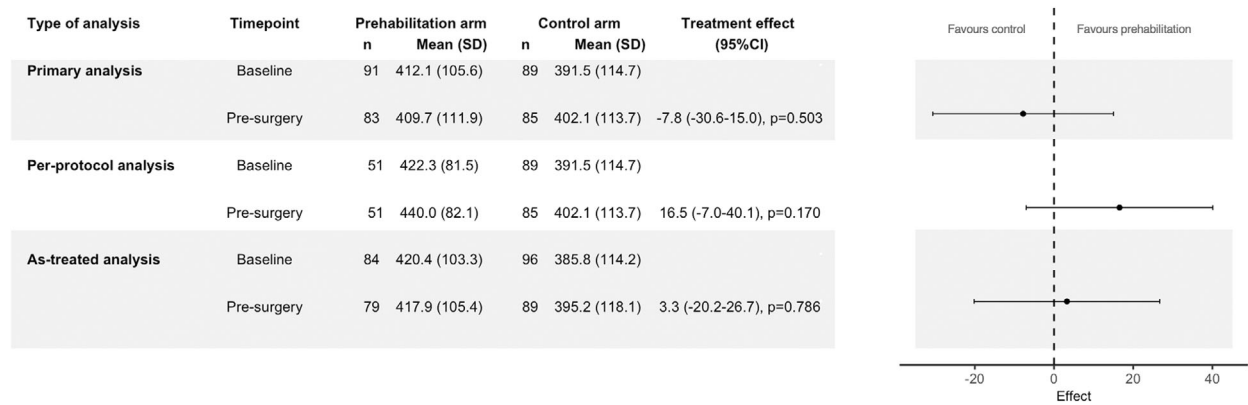 Type of analysis Timepoint Prehabilitation arm Control arm Treatment effect
n Mean (SD) n Mean (SD) (95%CI)
Primary analysis Baseline 91 412.1 (105.6) 89 391.5 (114.7)
Pre-surgery 83 409.7 (111.9) 85 402.1 (113.7) -7.8 (-30.6-15.0), p=0.503
Per-protocol analysis Baseline 51 422.3 (81.5) 89 391.5 (114.7)
Pre-surgery 51 440.0 (82.1) 85 402.1 (113.7) 16.5 (-7.0-40.1), p=0.170
As-treated analysis Baseline 84 420.4 (103.3) 96 385.8 (114.2)
Pre-surgery 79 417.9 (105.4) 89 395.2 (118.1) 3.3 (-20.2-26.7), p=0.786
Favours control Favours prehabilitation
-20 0 20 40
Effect